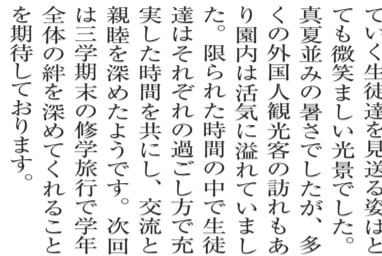 ていく生徒達を見送る姿はと
ても微笑ましい光景でした。
真夏並みの暑さでしたが、多
くの外国人観光客の訪れもあ
り園内は活気に溢れていまし
た。限られた時間の中で生徒
達はそれぞれの過ごし方で充
実した時間を共にし、交流と
親睦を深めたようです。次回
は三学期末の修学旅行で学年
全体の絆を深めてくれること
を期待しております。